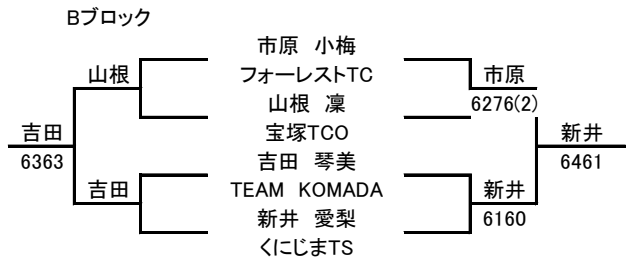 Bブロック
市原 小梅
山根 フォーレストTC 市原
山根 凜 6276(2)
吉田 宝塚TCO 新井
6363 吉田 琴美 6461
吉田 TEAM KOMADA 新井
新井 愛梨 6160
くにじまTS